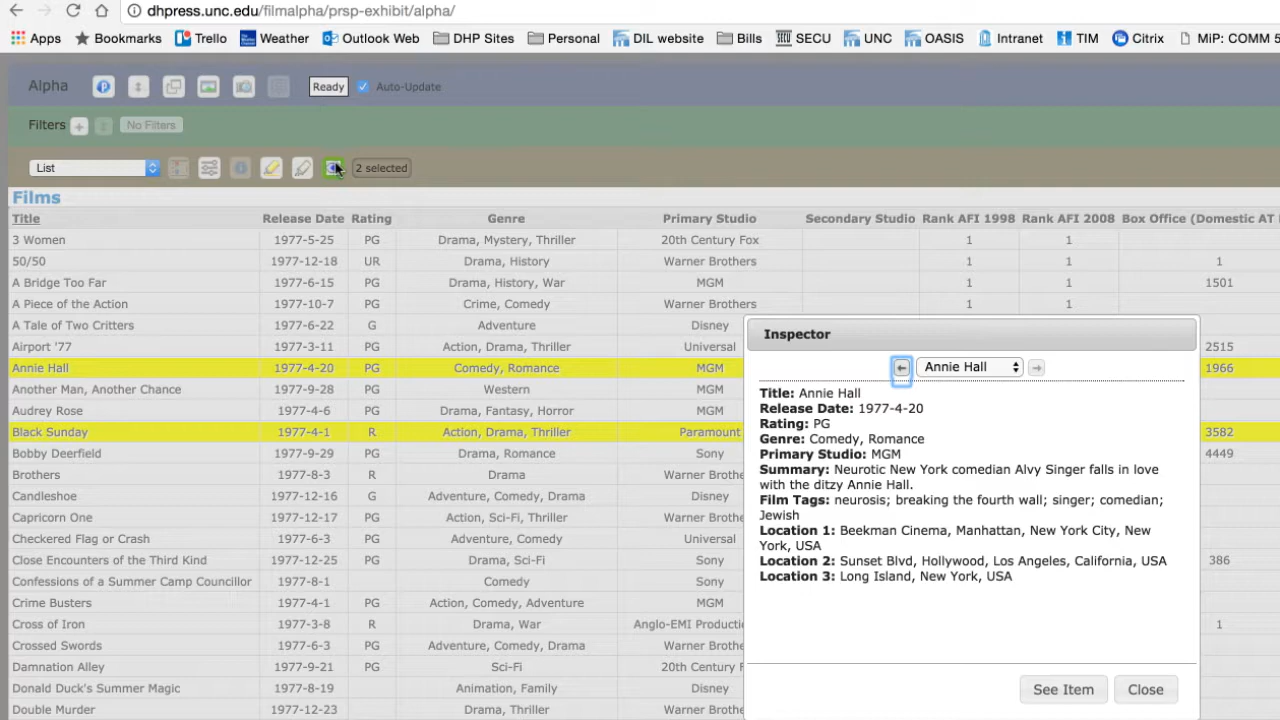 dhpress.unc.edu/filmalpha/prsp-exhibit/alpha/
Apps Bookmarks Trello Weather Outlook Web DHP Sites Personal DIL website Bills SECU UNC OASIS Intranet TIM Citrix MiP: COMM 5
Alpha Ready Auto-Update
Filters No Filters
List 2 selected
Films
Title Release Date Rating Genre Primary Studio Secondary Studio Rank AFI 1998 Rank AFI 2008 Box Office (Domestic AT
3 Women 1977-5-25 PG Drama, Mystery, Thriller 20th Century Fox 1 1
50/50 1977-12-18 UR Drama, History Warner Brothers 1 1 1
A Bridge Too Far 1977-6-15 PG Drama, History, War MGM 1 1 1501
A Piece of the Action 1977-10-7 PG Crime, Comedy Warner Brothers 1 1
A Tale of Two Critters 1977-6-22 G Adventure Disney
Airport '77 1977-3-11 PG Action, Drama, Thriller Universal 2515
Annie Hall 1977-4-20 PG Comedy, Romance MGM 1966
Another Man, Another Chance 1977-9-28 PG Western MGM
Audrey Rose 1977-4-6 PG Drama, Fantasy, Horror MGM
Black Sunday 1977-4-1 R Action, Drama, Thriller Paramount 3582
Bobby Deerfield 1977-9-29 PG Drama, Romance Sony 4449
Brothers 1977-8-3 R Drama Warner Brothe
Candleshoe 1977-12-16 G Adventure, Comedy, Drama Disney
Capricorn One 1977-12-17 PG Action, Sci-Fi, Thriller Warner Brothe
Checkered Flag or Crash 1977-6-3 PG Adventure, Comedy Universal
Close Encounters of the Third Kind 1977-12-25 PG Drama, Sci-Fi Sony 386
Confessions of a Summer Camp Councillor 1977-8-1 Comedy Sony
Crime Busters 1977-4-1 PG Action, Comedy, Adventure MGM
Cross of Iron 1977-3-8 R Drama, War Anglo-EMI Producti 1
Crossed Swords 1977-6-3 PG Adventure, Comedy, Drama Warner Brothe
Damnation Alley 1977-9-21 PG Sci-Fi 20th Century F
Donald Duck's Summer Magic 1977-8-19 Animation, Family Disney
Double Murder 1977-12-23 Drama, Thriller Warner Brothe
Inspector
Annie Hall
Title: Annie Hall
Release Date: 1977-4-20
Rating: PG
Genre: Comedy, Romance
Primary Studio: MGM
Summary: Neurotic New York comedian Alvy Singer falls in love
with the ditzy Annie Hall.
Film Tags: neurosis; breaking the fourth wall; singer; comedian;
Jewish
Location 1: Beekman Cinema, Manhattan, New York City, New
York, USA
Location 2: Sunset Blvd, Hollywood, Los Angeles, California, USA
Location 3: Long Island, New York, USA
See Item Close